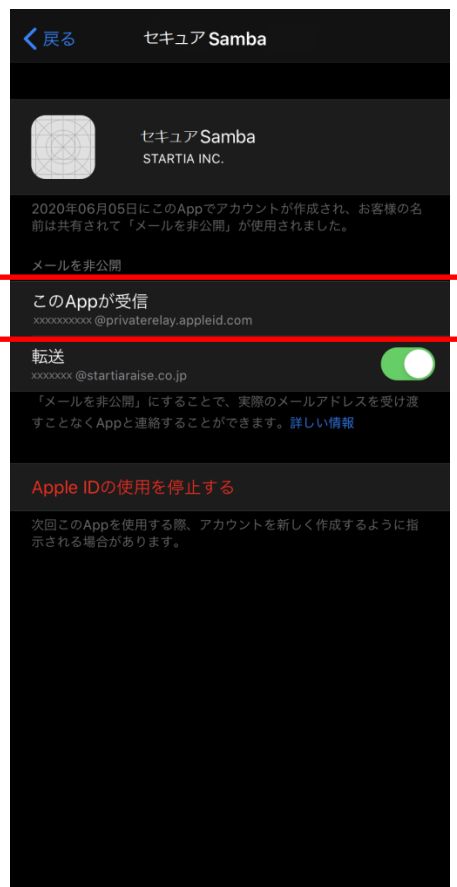 戻る セキュア Samba
セキュア Samba
STARTIA INC.
2020年06月05日にこのAppでアカウントが作成され、お客様の名
前は共有されて「メールを非公開」が使用されました。
メールを非公開
このAppが受信
xxxxxxxxxx @privaterelay.appleid.com
転送
xxxxxxx @startiaraise.co.jp
「メールを非公開」にすることで、実際のメールアドレスを受け渡
すことなくAppと連絡することができます。詳しい情報
Apple IDの使用を停止する
次回このAppを使用する際、アカウントを新しく作成するように指
示される場合があります。